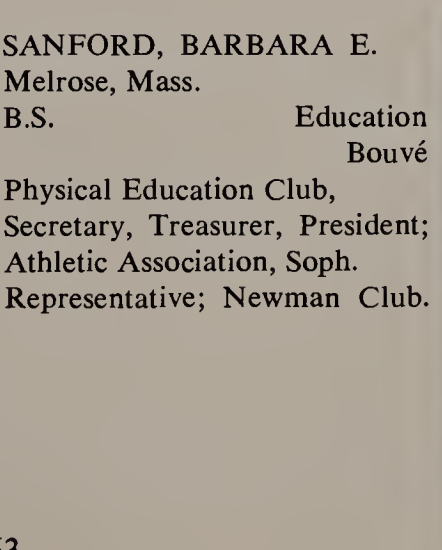 SANFORD, BARBARA E.
Melrose, Mass.
B.S. Education
Bouvé
Physical Education Club,
Secretary, Treasurer, President;
Athletic Association, Soph.
Representative; Newman Club.